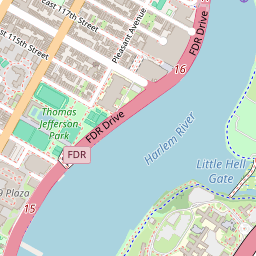 East 117th Street
East 115th Street
Pleasant Avenue
FDR Drive
16
Thomas
Jefferson
Park
FDR Drive
Harlem River
FDR
Little Hell
Gate
9 Plaza
15